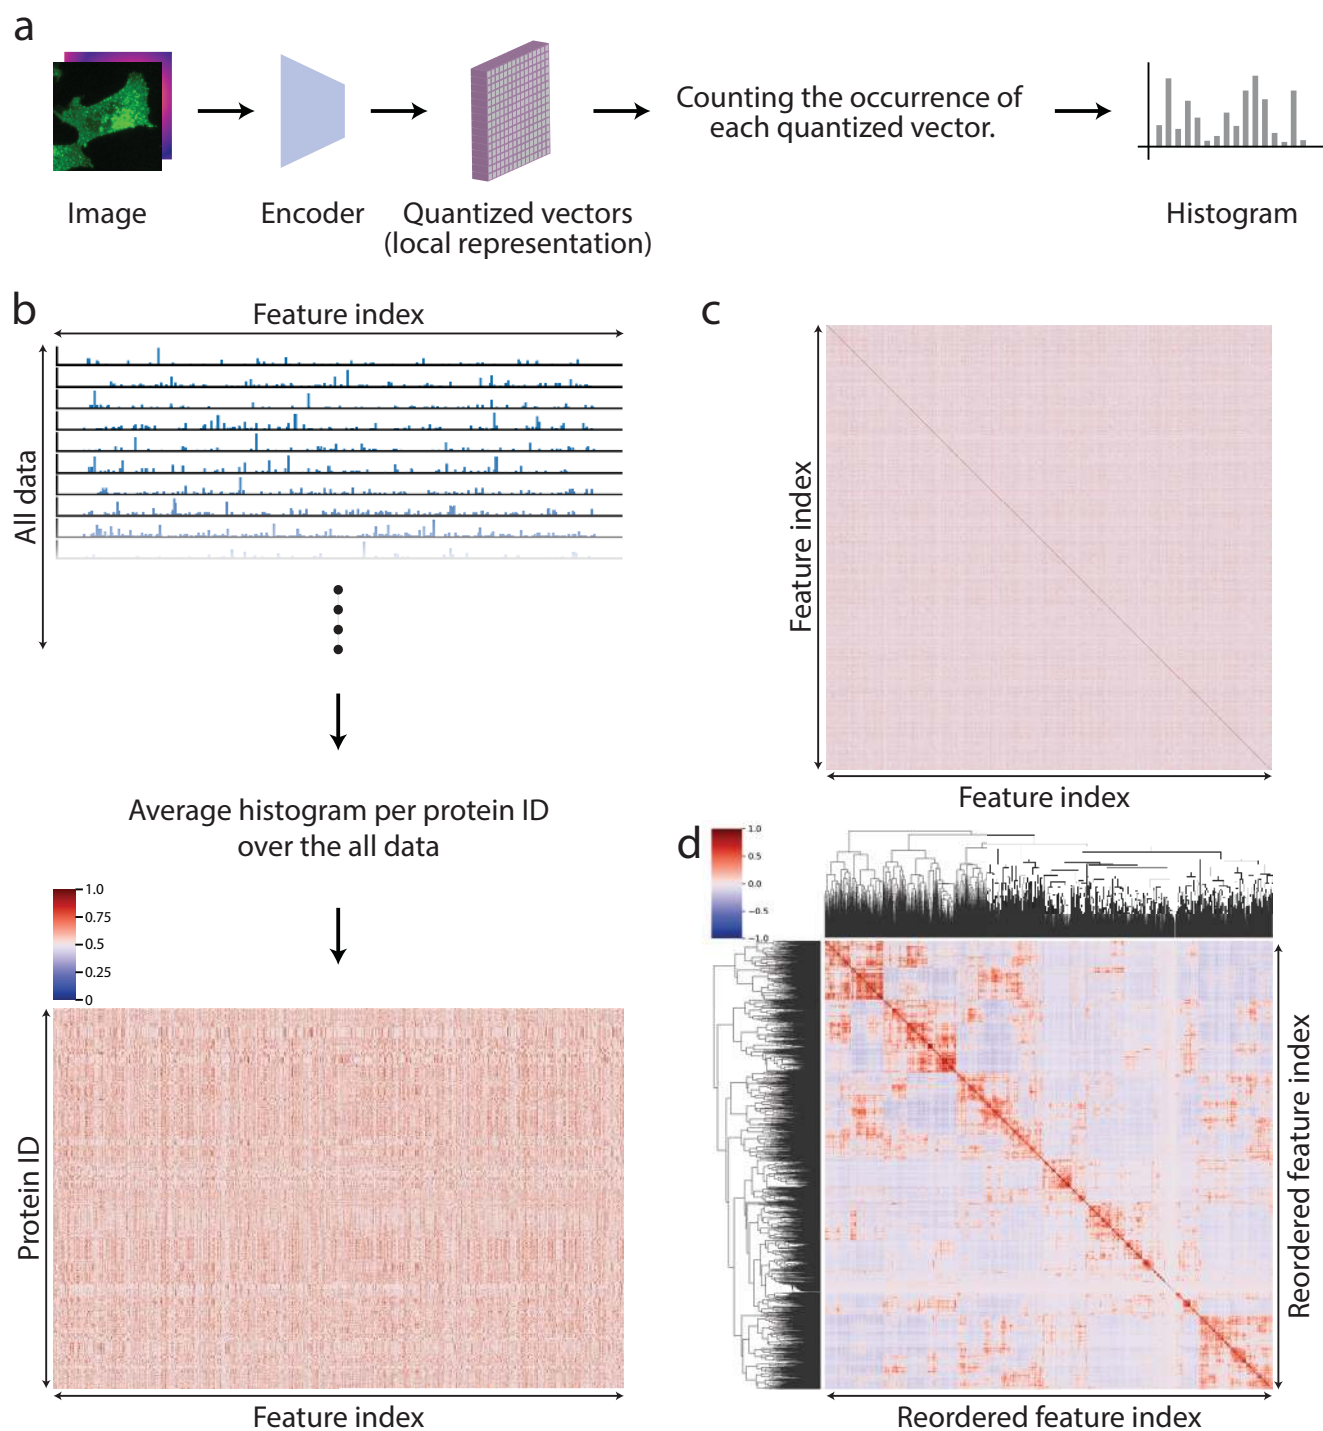 a
Image
Encoder
Quantized vectors
(local representation)
Counting the occurrence of
each quantized vector.
Histogram
b
Feature index
All data
Average histogram per protein ID
over the all data
1.0
0.75
0.5
0.25
0
Protein ID
Feature index
c
Feature index
Feature index
d
1.0
0.5
0.0
−0.5
−1.0
Reordered feature index
Reordered feature index